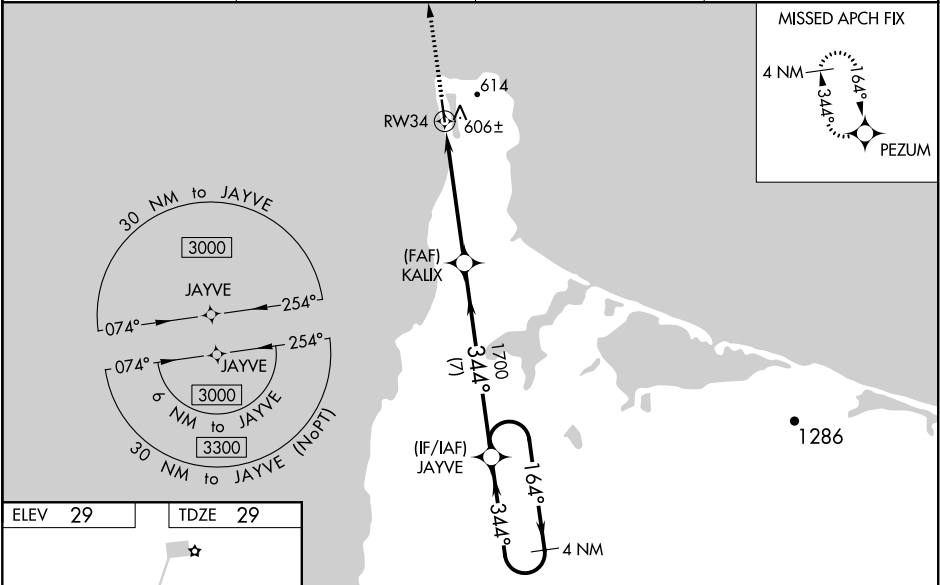 MISSED APCH FIX
4 NM
164°
344°
PEZUM
614
RW34
606±
30 NM to JAYVE
3000
JAYVE
074°
254°
074°
254°
JAYVE
3000
6 NM to JAYVE
3300
30 NM to JAYVE (NoPT)
(FAF)
KALIX
1700
344°
(7)
(IF/IAF)
JAYVE
164°
344°
4 NM
1286
ELEV 29
TDZE 29